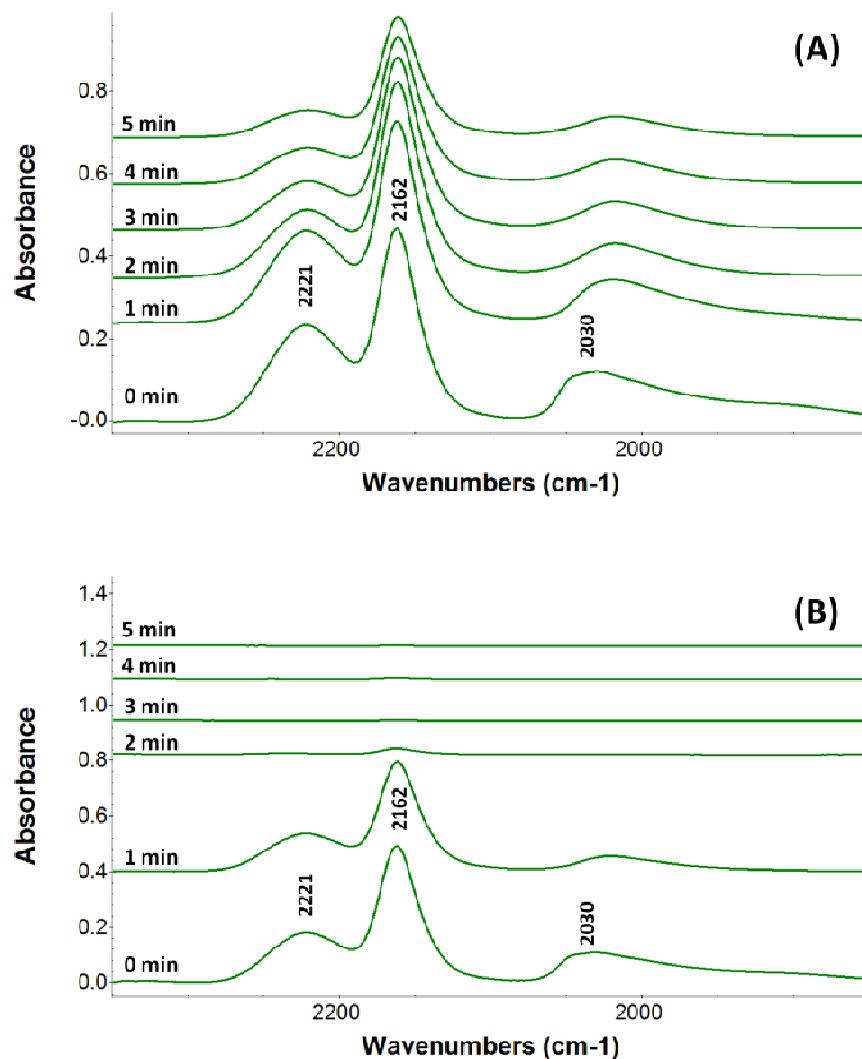 (A)
0.8
5 min
0.6
4 min
3 min
0.4
2 min
1 min
0.2
0 min
-0.0
2221
2162
2030
Absorbance
2200
2000
Wavenumbers (cm-1)
(B)
1.4
5 min
1.2
4 min
1.0
3 min
2 min
0.8
0.6
1 min
0.4
0.2
0 min
0.0
2221
2162
2030
Absorbance
2200
2000
Wavenumbers (cm-1)